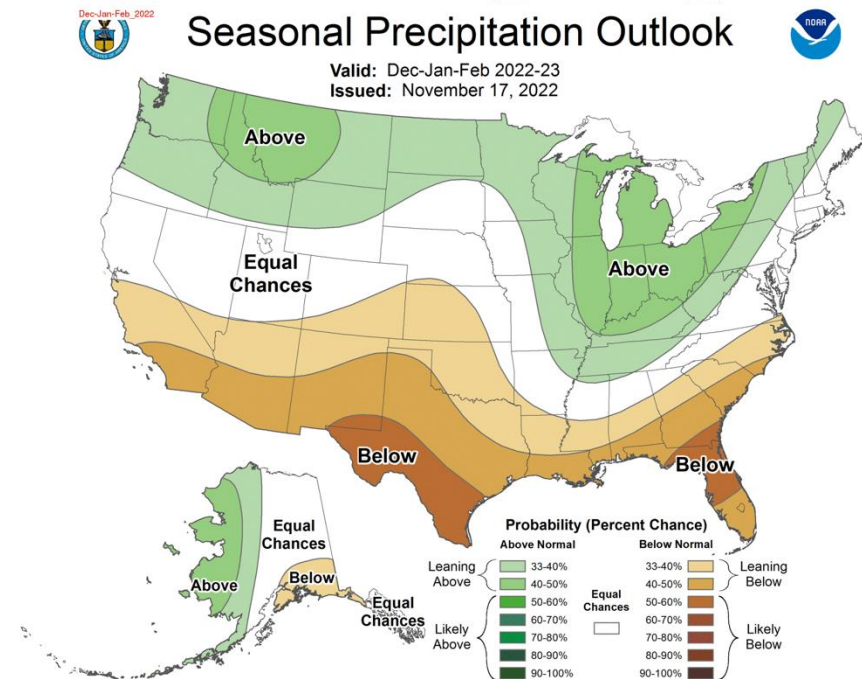 Dec-Jan-Feb_2022
Seasonal Precipitation Outlook
NOAA
Valid: Dec-Jan-Feb 2022-23
Issued: November 17, 2022
Above
Equal
Chances
Above
Below
Below
Equal
Chances
Above
Below
Equal
Chances
Probability (Percent Chance)
Above Normal
Below Normal
Leaning
Above
33-40%
40-50%
Likely
Above
50-60%
60-70%
70-80%
80-90%
90-100%
Equal
Chances
33-40%
40-50%
Leaning
Below
50-60%
60-70%
70-80%
80-90%
90-100%
Likely
Below